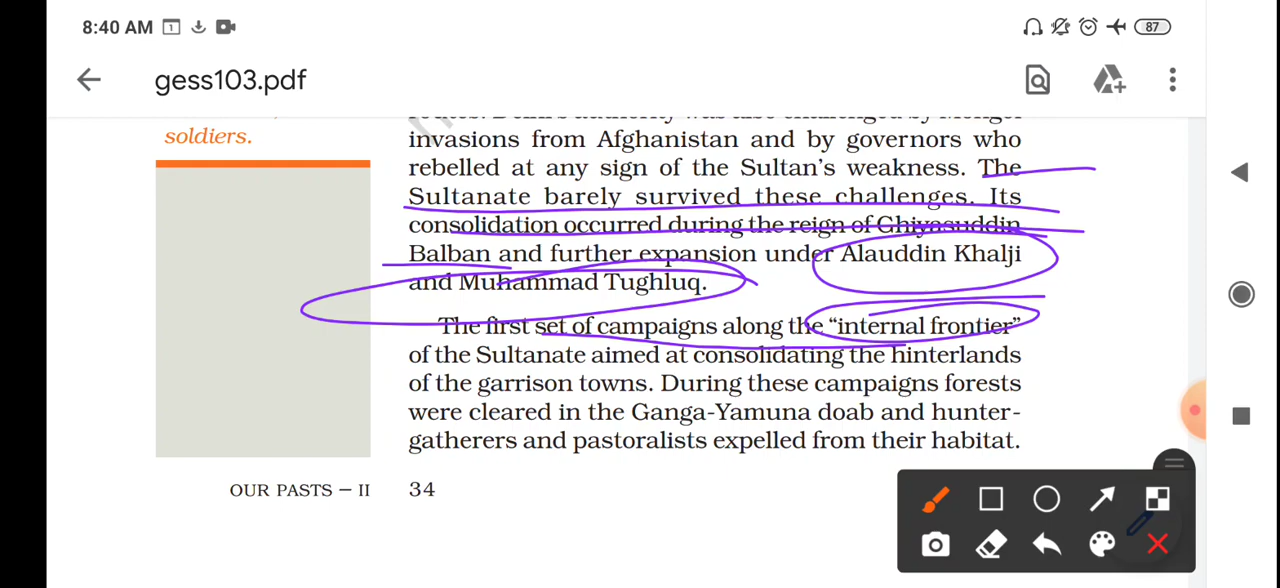 8:40 AM
1
87
gess103.pdf
soldiers.
invasions from Afghanistan and by governors who
rebelled at any sign of the Sultan's weakness. The
Sultanate barely survived these challenges. Its
consolidation occurred during the reign of Ghiyasuddin
Balban and further expansion under Alauddin Khalji
and Muhammad Tughluq.
The first set of campaigns along the “internal frontier”
of the Sultanate aimed at consolidating the hinterlands
of the garrison towns. During these campaigns forests
were cleared in the Ganga-Yamuna doab and hunter-
gatherers and pastoralists expelled from their habitat.
OUR PASTS – II 34